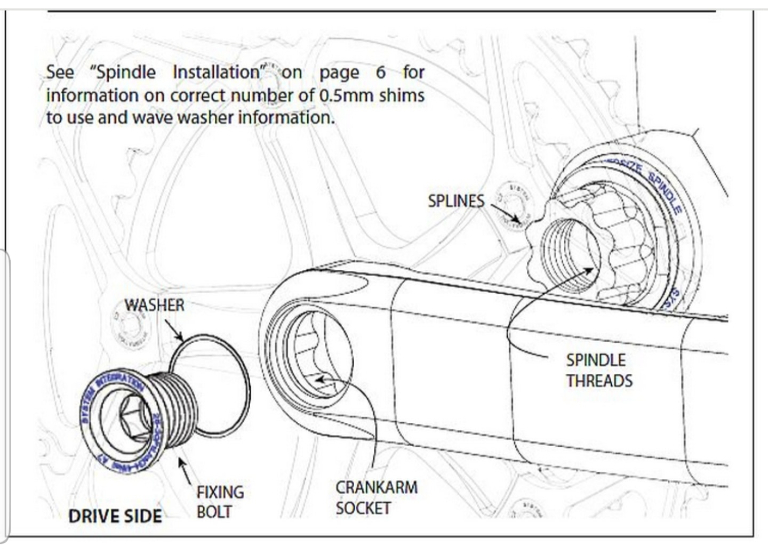 See “Spindle Installation” on page 6 for
information on correct number of 0.5mm shims
to use and wave washer information.
SPLINES
WASHER
SPINDLE
THREADS
SYSTEM INTEGRATION
FIXING
BOLT
CRANKARM
SOCKET
DRIVE SIDE
SPINDLE